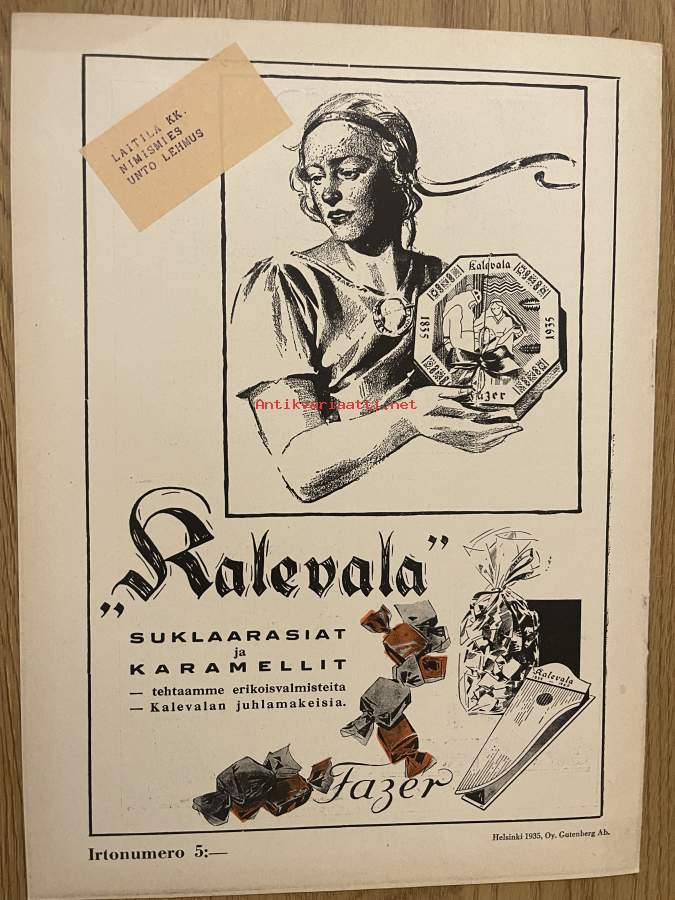 LAITILA KK.
NIMISMIES
UNTO LEHMUS
Kalevala
1835
1935
Fazer
Antikvariaatti.net
„Kalevala”
SUKLAARASIAT
ja
KARAMELLIT
— tehtaamme erikoisvalmisteita
— Kalevalan juhlamakeisia.
Kalevala
Fazer
Helsinki 1935, Oy. Gutenberg Ab.
Irtonumero 5:—